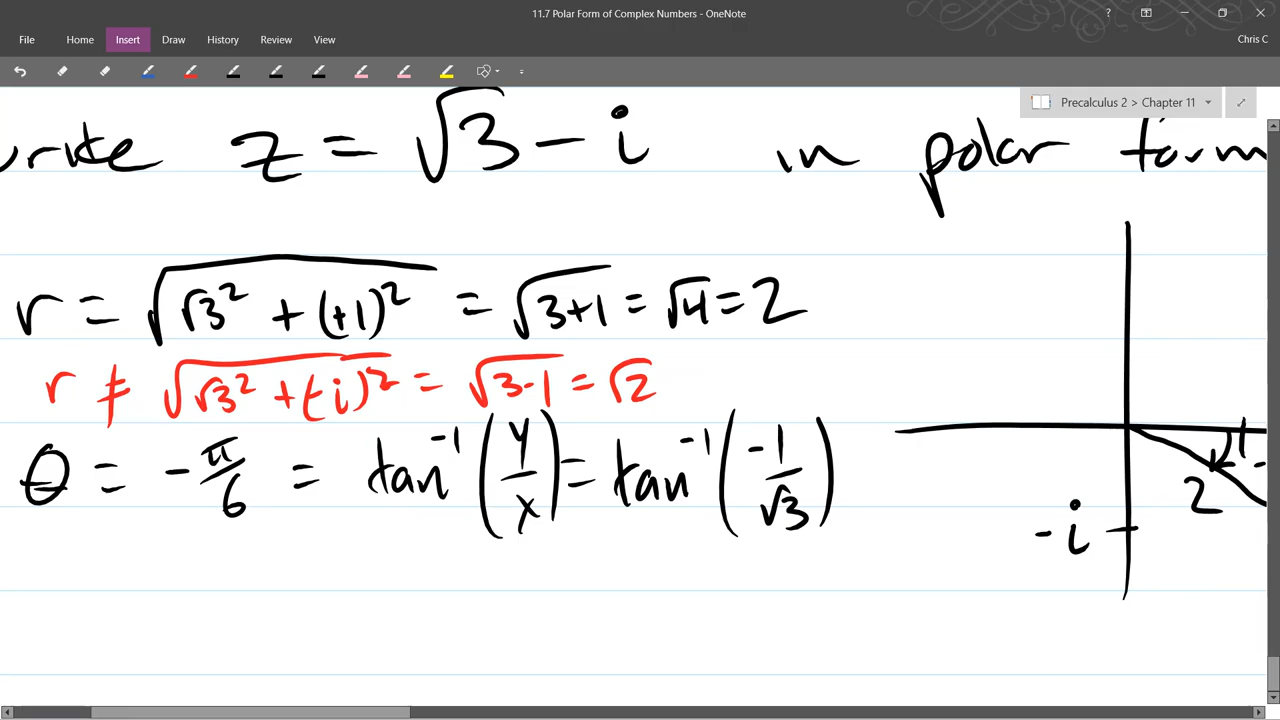 11.7 Polar Form of Complex Numbers - OneNote
File Home Insert Draw History Review View
Chris C
Precalculus 2 > Chapter 11
write z = √3 - i in polar form
r = √(√3² + (+1)²) = √(3+1) = √4 = 2
r ≠ √(√3² + (-i)²) = √(3-1) = √2
θ = -π/6 = tan⁻¹(y/x) = tan⁻¹(-1/√3)
2
-i